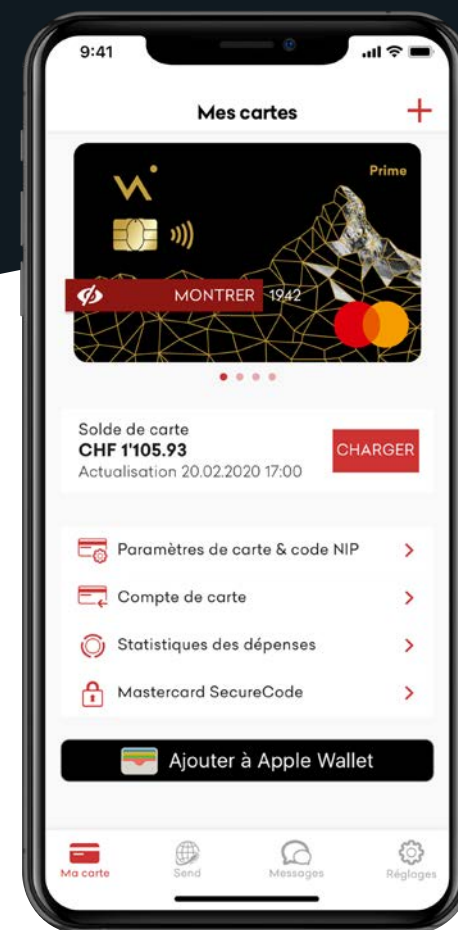 9:41
Mes cartes
Prime
MONTRER 1942
Solde de carte
CHF 1'105.93
CHARGER
Actualisation 20.02.2020 17:00
Paramètres de carte & code NIP
Compte de carte
Statistiques des dépenses
Mastercard SecureCode
Ajouter à Apple Wallet
Ma carte
Send
Messages
Réglages